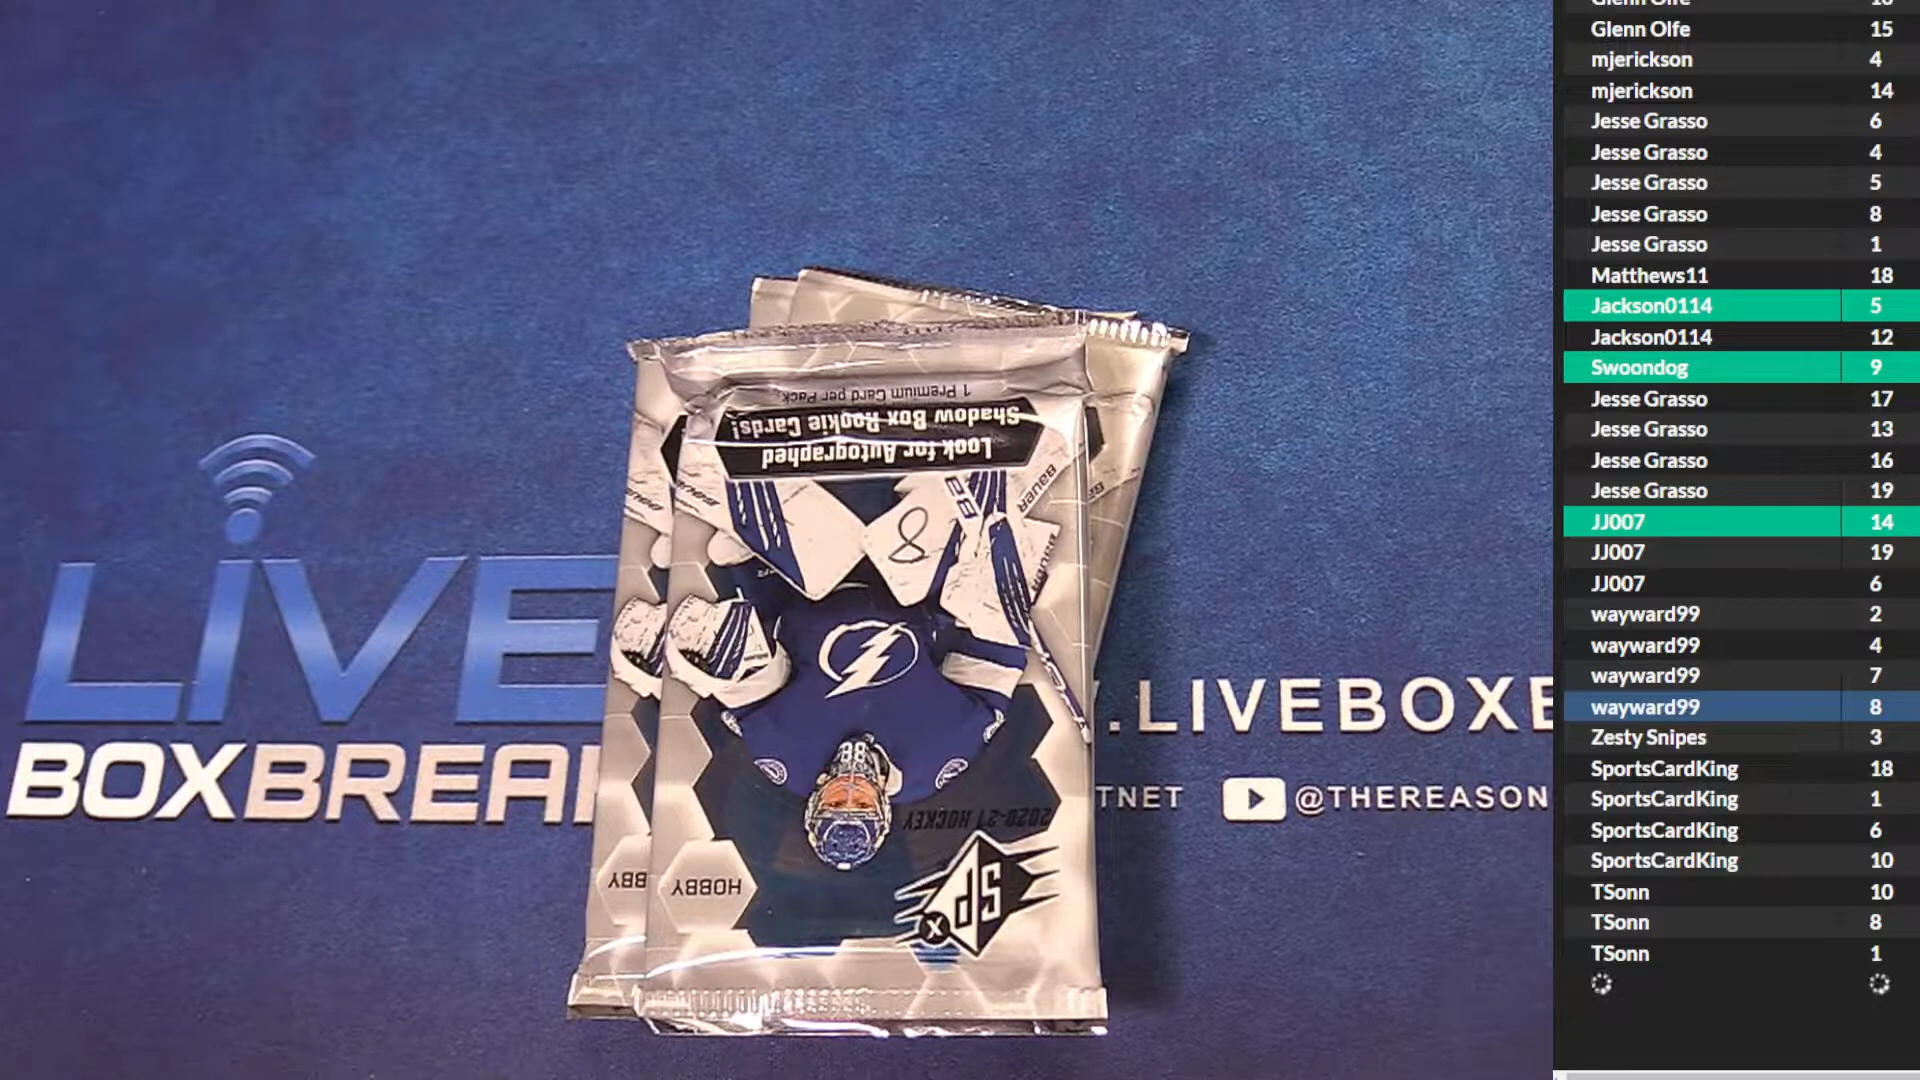 Glenn Olfe 15
mjerickson 4
mjerickson 14
Jesse Grasso 6
Jesse Grasso 4
Jesse Grasso 5
Jesse Grasso 8
Jesse Grasso 1
Matthews11 18
Jackson0114 5
Jackson0114 12
Swoondog 9
Jesse Grasso 17
Jesse Grasso 13
Jesse Grasso 16
Jesse Grasso 19
JJ007 14
JJ007 19
JJ007 6
wayward99 2
wayward99 4
wayward99 7
wayward99 8
Zesty Snipes 3
SportsCardKing 18
SportsCardKing 1
SportsCardKing 6
SportsCardKing 10
TSonn 10
TSonn 8
TSonn 1
LIVE
BOXBREA
.LIVEBOXE
TNET
@THEREASON
Look for Autographed
Shadow Box Rookie Cards!
1 Premium Card per Pack
8
BAUER
88
2020-21 HOCKEY
SPx
HOBBY
BBY